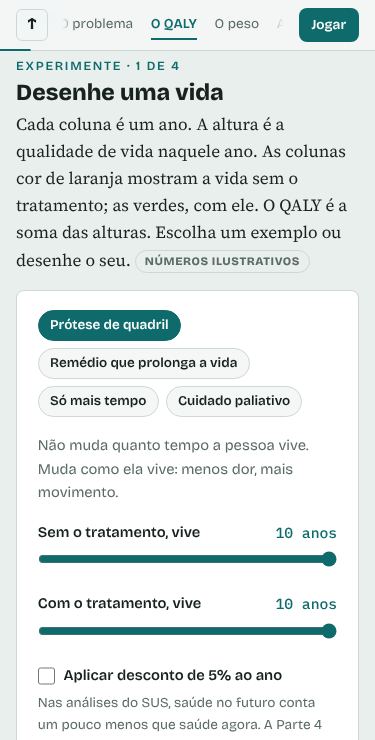 ↑ O problema O QALY O peso Jogar
EXPERIMENTE · 1 DE 4
Desenhe uma vida
Cada coluna é um ano. A altura é a
qualidade de vida naquele ano. As colunas
cor de laranja mostram a vida sem o
tratamento; as verdes, com ele. O QALY é a
soma das alturas. Escolha um exemplo ou
desenhe o seu. NÚMEROS ILUSTRATIVOS
Prótese de quadril
Remédio que prolonga a vida
Só mais tempo Cuidado paliativo
Não muda quanto tempo a pessoa vive.
Muda como ela vive: menos dor, mais
movimento.
Sem o tratamento, vive 10 anos
Com o tratamento, vive 10 anos
Aplicar desconto de 5% ao ano
Nas análises do SUS, saúde no futuro conta
um pouco menos que saúde agora. A Parte 4